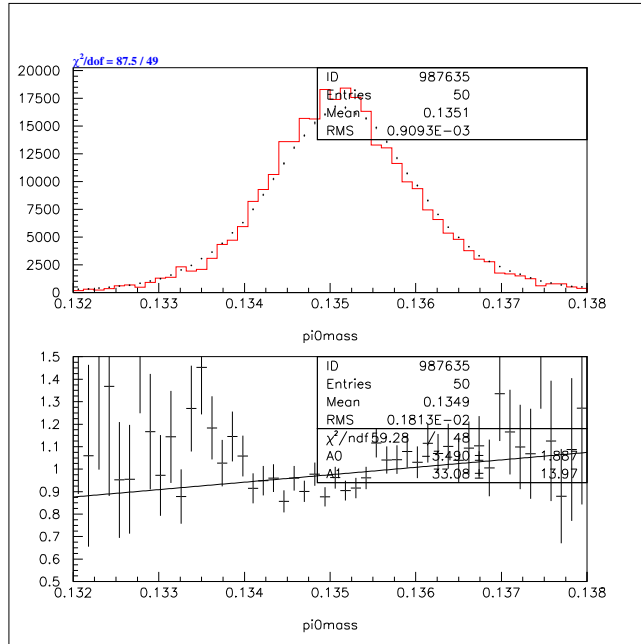 χ²/dof = 87.5 / 49
20000
17500
15000
12500
10000
7500
5000
2500
0
ID 987635
Entries 50
Mean 0.1351
RMS 0.9093E-03
0.132 0.133 0.134 0.135 0.136 0.137 0.138
pi0mass
1.5
1.4
1.3
1.2
1.1
1
0.9
0.8
0.7
0.6
0.5
ID 987635
Entries 50
Mean 0.1349
RMS 0.1813E-02
χ²/ndf 59.28 / 48
A0 3.490 ± 1.887
A1 33.08 ± 13.97
0.132 0.133 0.134 0.135 0.136 0.137 0.138
pi0mass